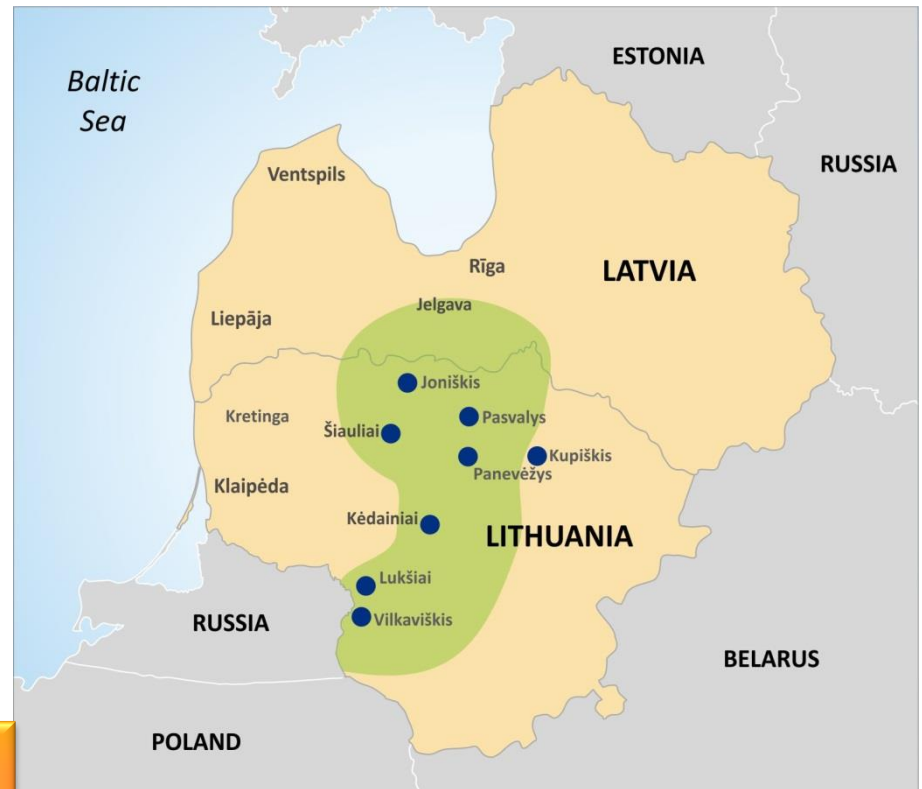 ESTONIA
Baltic
Sea
RUSSIA
Ventspils
Rīga
LATVIA
Jelgava
Liepāja
Joniškis
Kretinga
Pasvalys
Šiauliai
Kupiškis
Panevėžys
Klaipėda
Kėdainiai
LITHUANIA
Lukšiai
RUSSIA
Vilkaviškis
BELARUS
POLAND